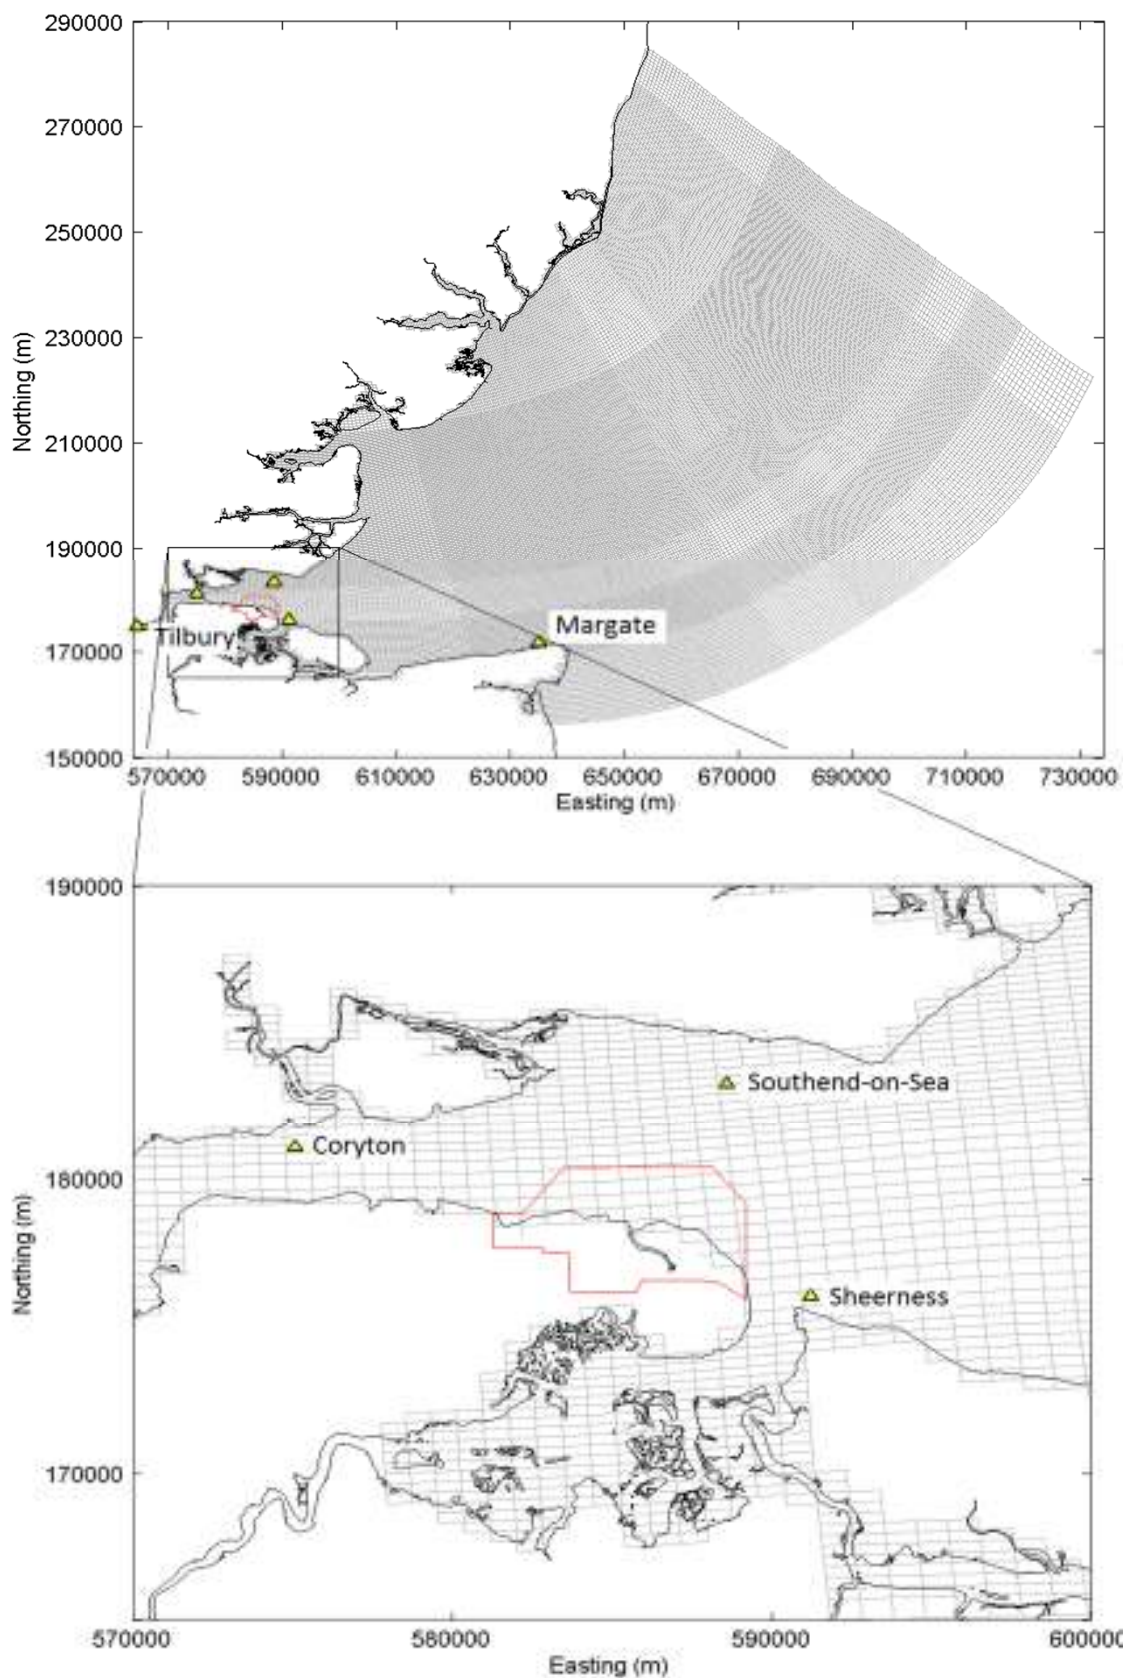 290000
270000
250000
230000
210000
190000
170000
150000
Northing (m)
Tilbury
Margate
570000 590000 610000 630000 650000 670000 690000 710000 730000
Easting (m)
190000
180000
170000
Northing (m)
Southend-on-Sea
Coryton
Sheerness
570000 580000 590000 60000
Easting (m)